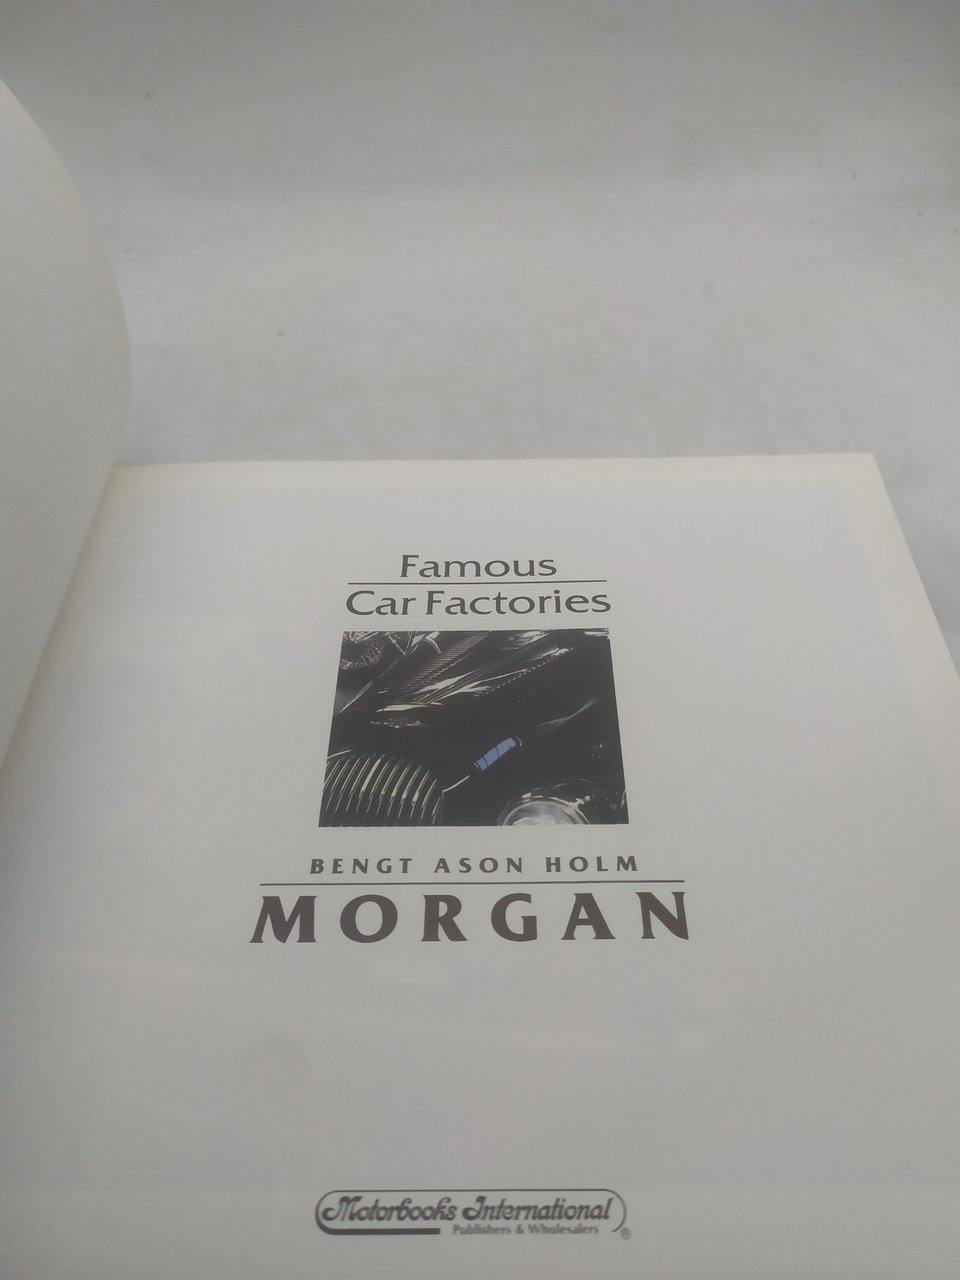 Famous
Car Factories
BENGT ASON HOLM
MORGAN
Motorbooks International
Publishers & Wholesalers ®